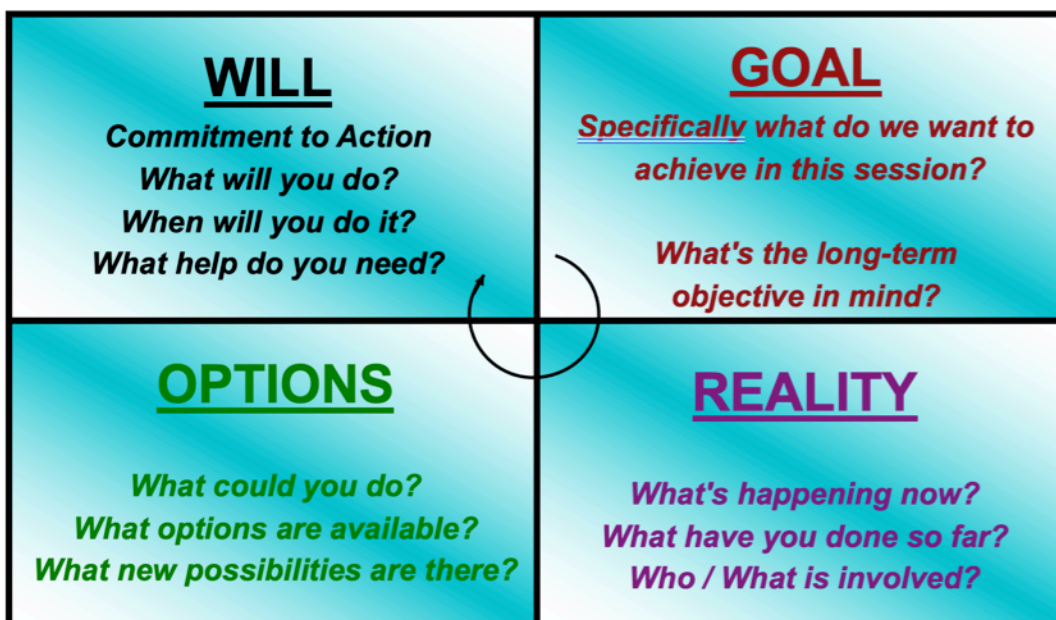 WILL
Commitment to Action
What will you do?
When will you do it?
What help do you need?
GOAL
Specifically what do we want to
achieve in this session?
What's the long-term
objective in mind?
OPTIONS
What could you do?
What options are available?
What new possibilities are there?
REALITY
What's happening now?
What have you done so far?
Who / What is involved?